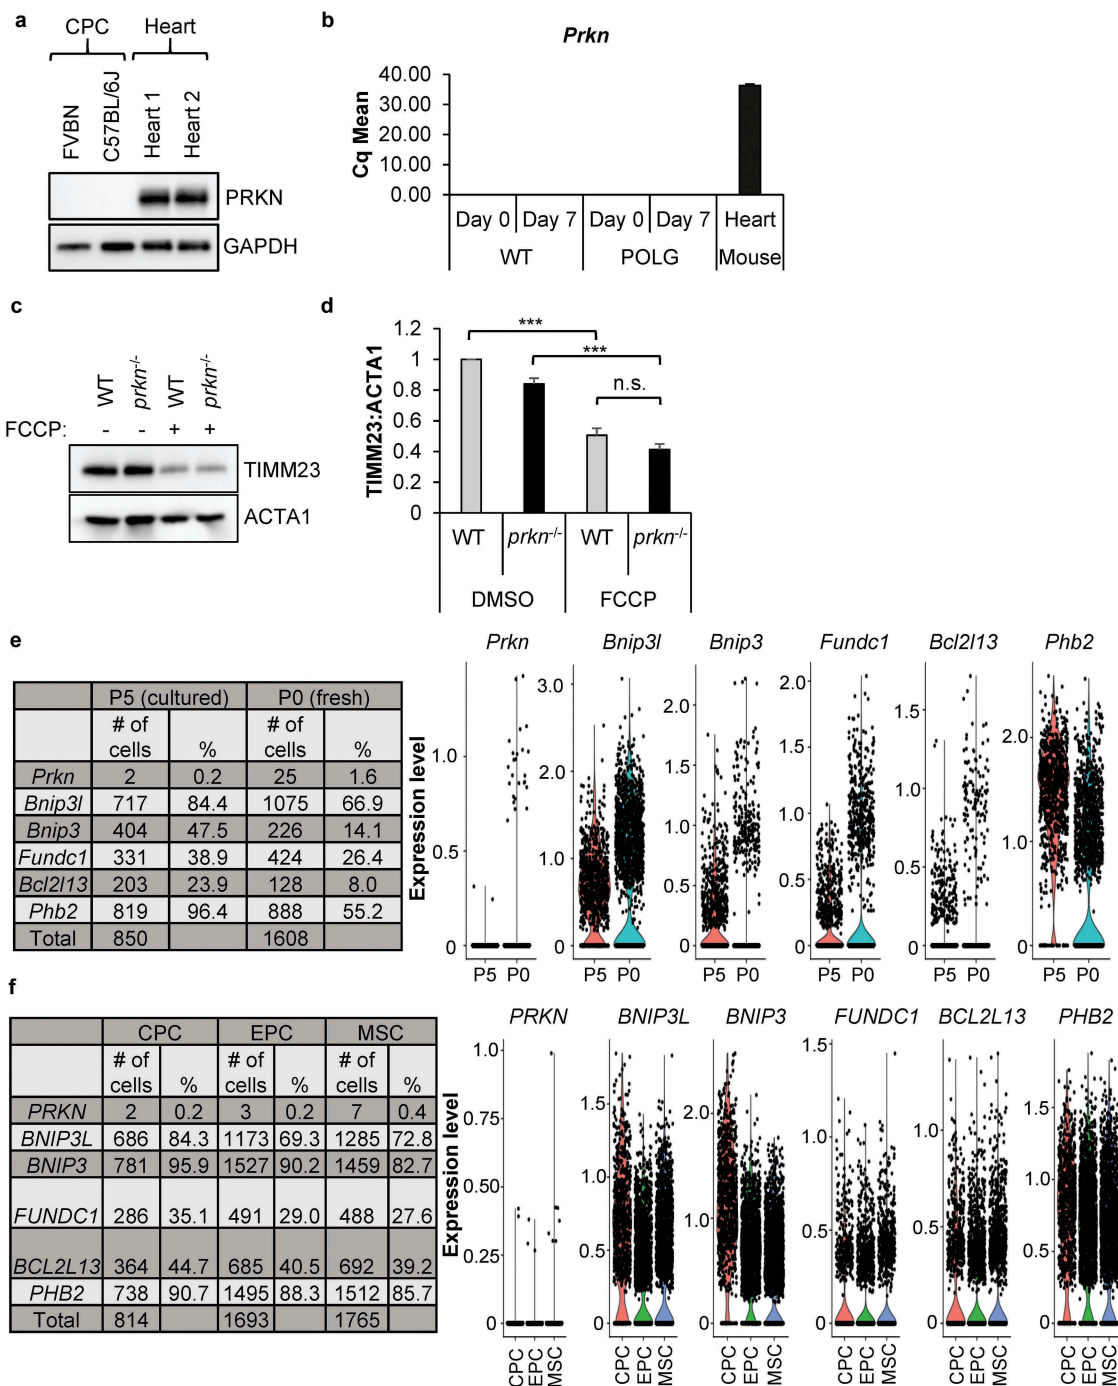 a
CPC Heart
FVBN C57BL/6J Heart 1 Heart 2
PRKN
GAPDH
b
Prkn
Cq Mean
40.00
30.00
20.00
10.00
0.00
Day 0 Day 7 Day 0 Day 7 Heart
WT POLG Mouse
c
WT prkn-/- WT prkn-/-
FCCP: - - + +
TIMM23
ACTA1
d
TIMM23:ACTA1
1.2
1
0.8
0.6
0.4
0.2
0
***
***
n.s.
WT prkn-/- WT prkn-/-
DMSO FCCP
e
P5 (cultured) P0 (fresh)
# of cells % # of cells %
Prkn 2 0.2 25 1.6
Bnip3l 717 84.4 1075 66.9
Bnip3 404 47.5 226 14.1
Fundc1 331 38.9 424 26.4
Bcl2l13 203 23.9 128 8.0
Phb2 819 96.4 888 55.2
Total 850 1608
Expression level
Prkn
1.0
0.5
0
P5 P0
Bnip3l
3.0
2.0
1.0
0
P5 P0
Bnip3
2.0
1.5
1.0
0.5
0
P5 P0
Fundc1
2.0
1.5
1.0
0.5
0
P5 P0
Bcl2l13
1.5
1.0
0.5
0
P5 P0
Phb2
2.0
1.0
0
P5 P0
f
CPC EPC MSC
# of cells % # of cells % # of cells %
PRKN 2 0.2 3 0.2 7 0.4
BNIP3L 686 84.3 1173 69.3 1285 72.8
BNIP3 781 95.9 1527 90.2 1459 82.7
FUNDC1 286 35.1 491 29.0 488 27.6
BCL2L13 364 44.7 685 40.5 692 39.2
PHB2 738 90.7 1495 88.3 1512 85.7
Total 814 1693 1765
Expression level
PRKN
1.0
0.75
0.50
0.25
0
CPC EPC MSC
BNIP3L
1.5
1.0
0.5
0
CPC EPC MSC
BNIP3
2.0
1.0
0
CPC EPC MSC
FUNDC1
1.5
1.0
0.5
0
CPC EPC MSC
BCL2L13
1.5
1.0
0.5
0
CPC EPC MSC
PHB2
1.5
1.0
0.5
0
CPC EPC MSC